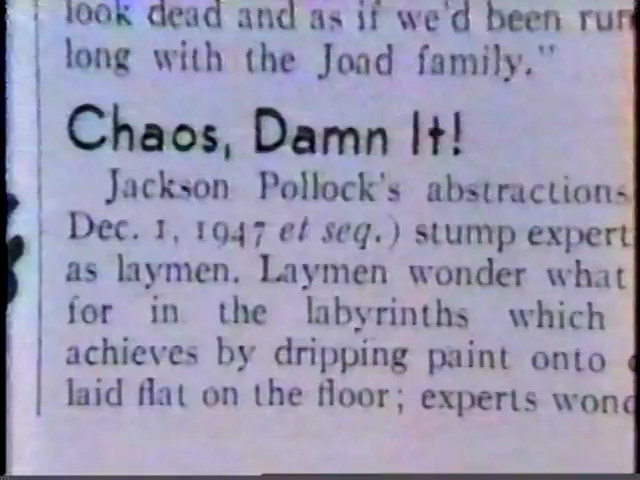 look dead and as if we'd been run
long with the Joad family."
Chaos, Damn It!
Jackson Pollock's abstractions
Dec. 1, 1947 et seq.) stump expert
as laymen. Laymen wonder what
for in the labyrinths which
achieves by dripping paint onto
laid flat on the floor; experts wond